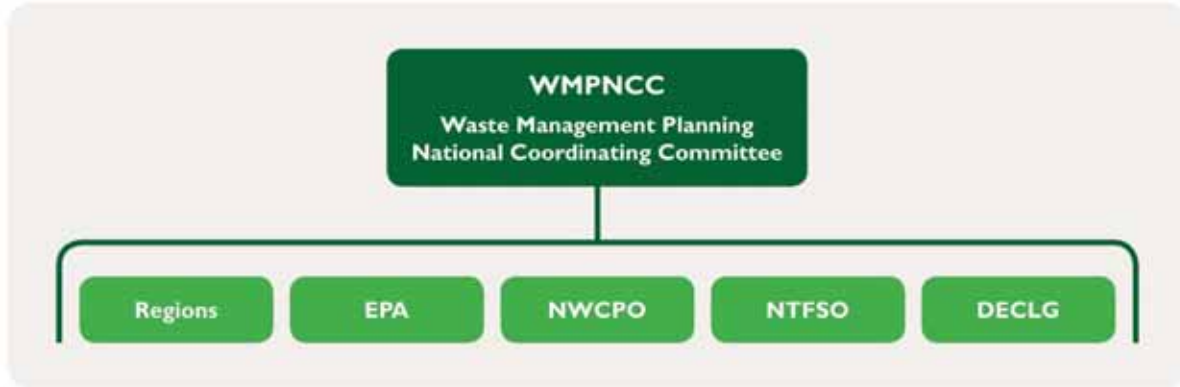 WMPNCC
Waste Management Planning
National Coordinating Committee
Regions
EPA
NWCPO
NTFSO
DECLG